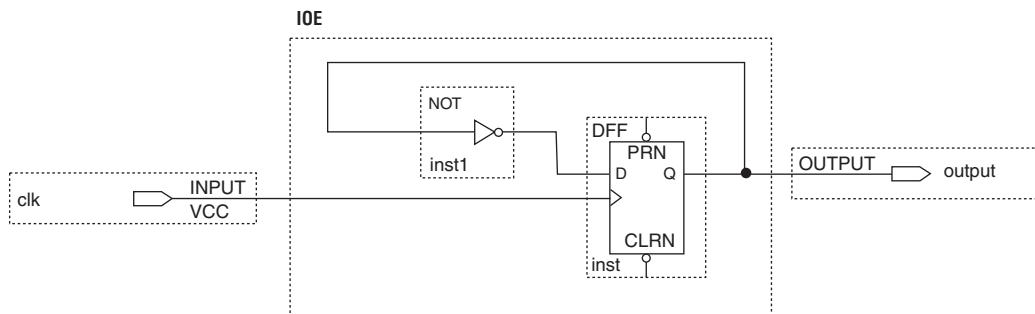 IOE
NOT
inst1
DFF
PRN
D
Q
CLRN
inst
clk
INPUT
VCC
OUTPUT
output